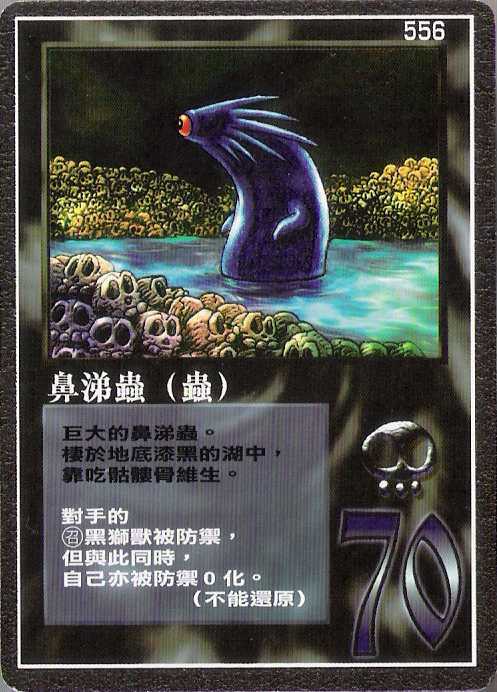 556
鼻涕蟲（蟲）
巨大的鼻涕蟲。
棲於地底漆黑的湖中，
靠吃骷髏骨維生。
對手的
㊁黑獅獸被防禦，
但與此同時，
自己亦被防禦0化。
（不能還原）
70